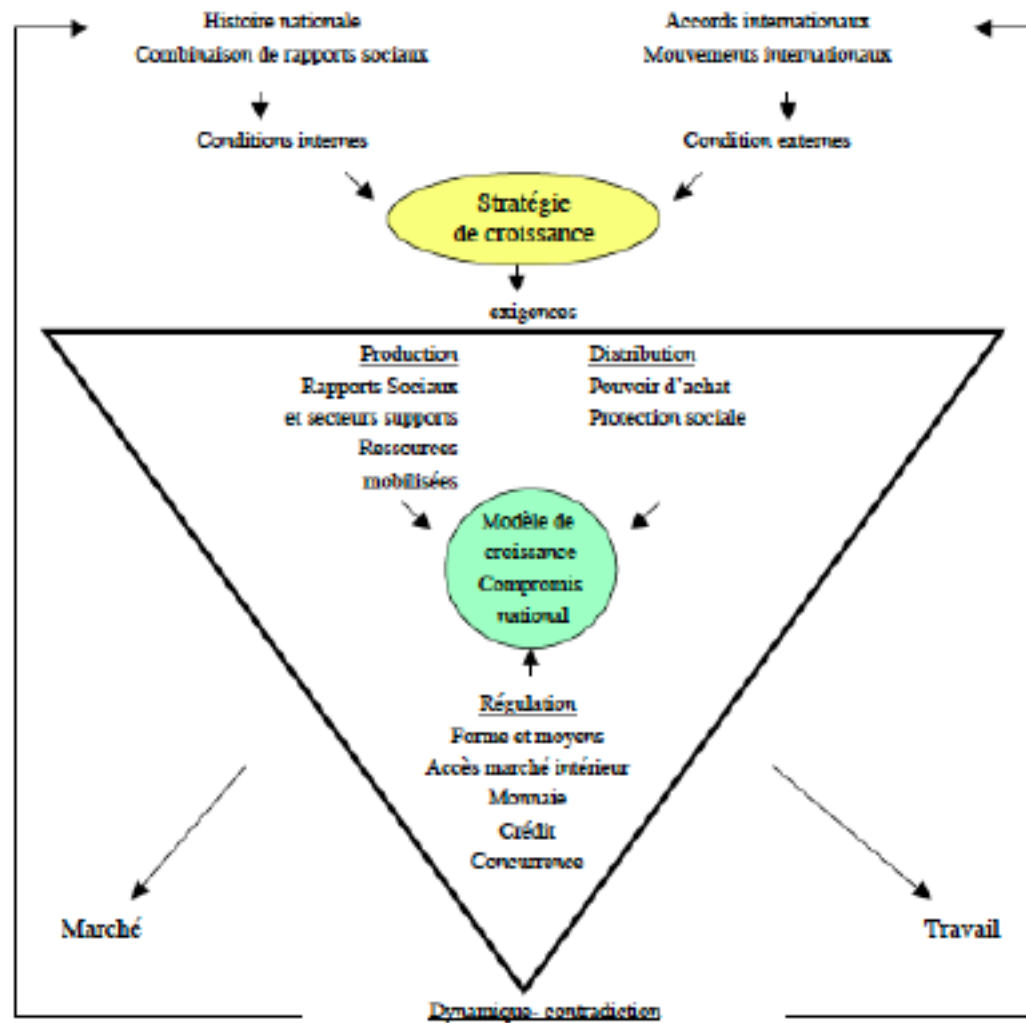 Histoire nationale
Combinaison de rapports sociaux
Accords internationaux
Mouvements internationaux
Conditions internes
Condition externes
Stratégie
de croissance
exigences
Production
Rapports Sociaux
et secteurs supports
Ressources
mobilisées
Distribution
Pouvoir d'achat
Protection sociale
Modèle de
croissance
Compromis
national
Régulation
Forme et moyens
Accès marché intérieur
Monnaie
Crédit
Concurrence
Marché
Travail
Dynamique- contradiction